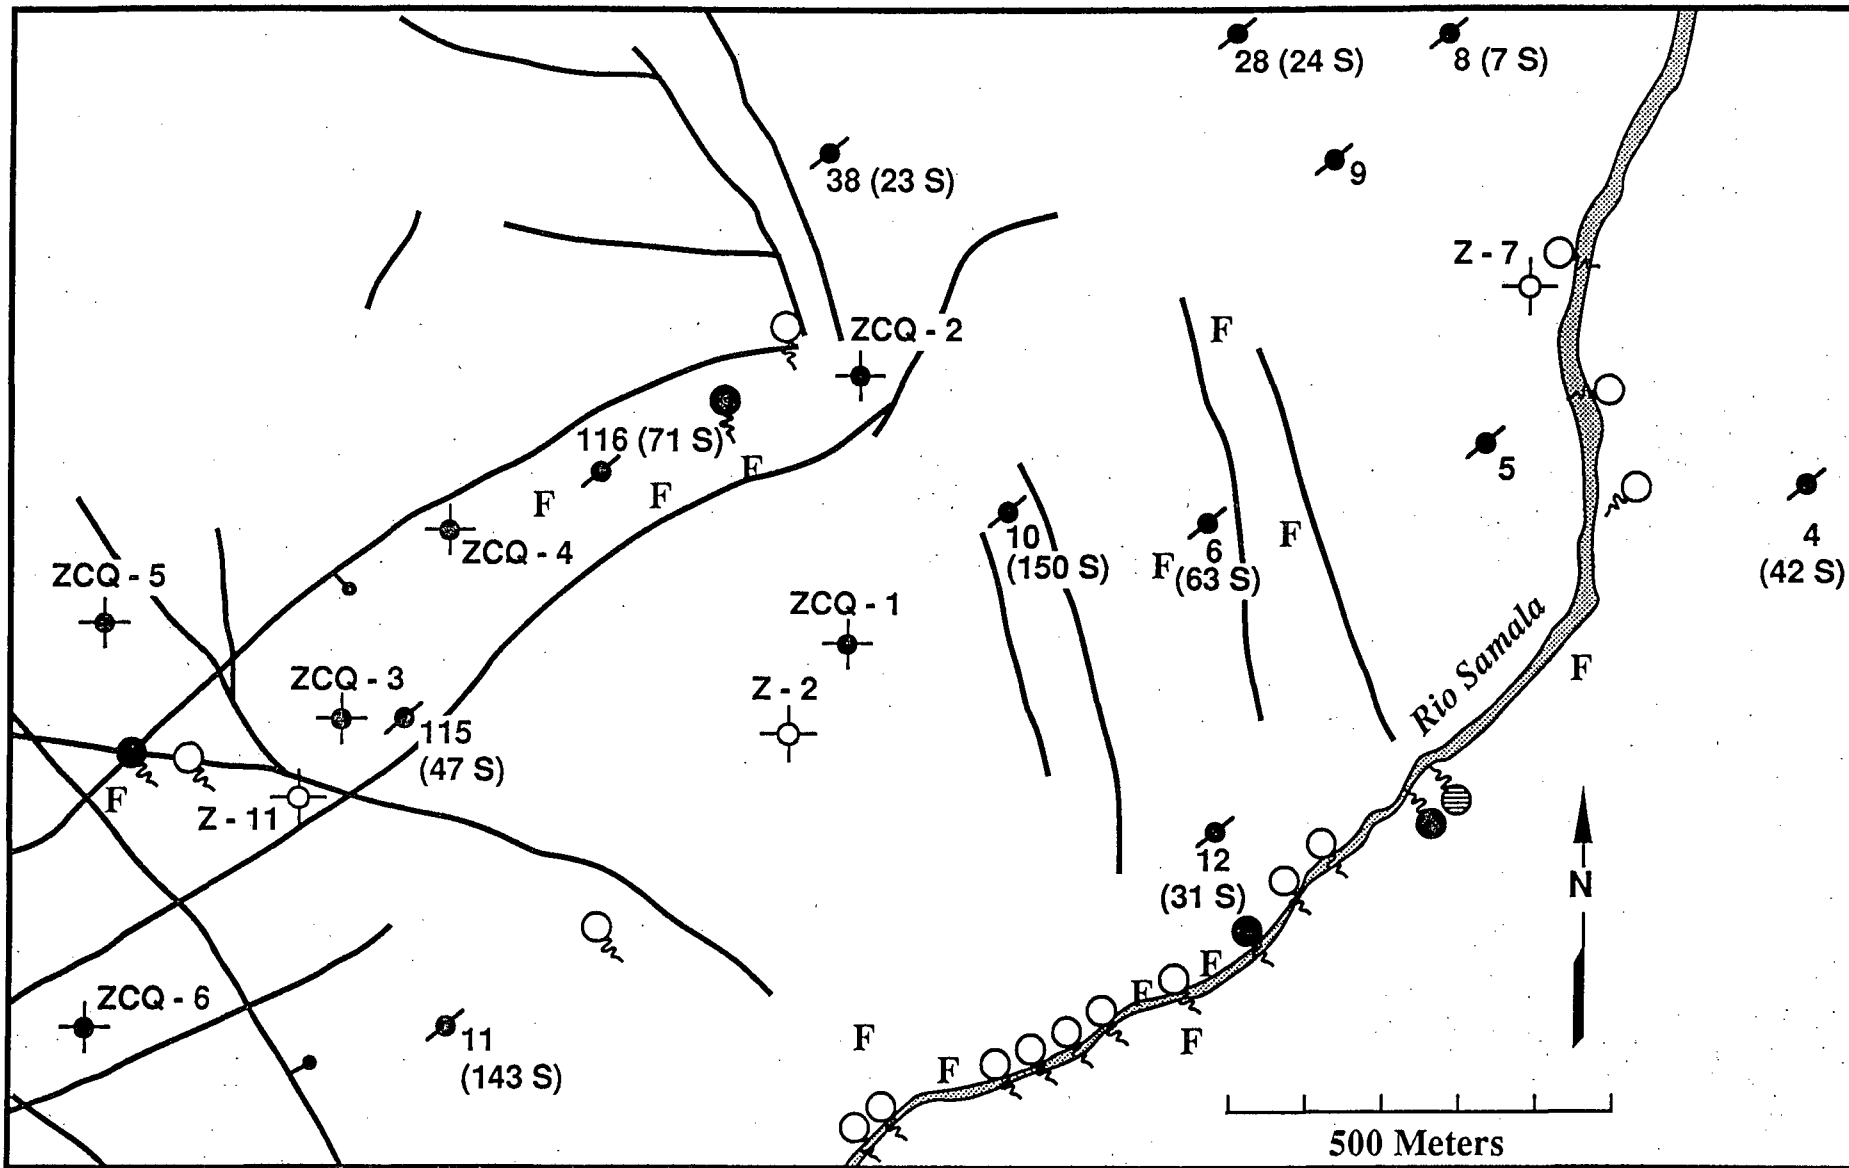 28 (24 S)
8 (7 S)
38 (23 S)
9
Z - 7
ZCQ - 2
F
116 (71 S)
F
5
F
F
10
(150 S)
6
F
(63 S)
F
4
(42 S)
ZCQ - 4
ZCQ - 5
ZCQ - 1
Rio Samala
F
ZCQ - 3
Z - 2
115
(47 S)
F
Z - 11
12
(31 S)
N
F
F
ZCQ - 6
11
(143 S)
F
F
F
500 Meters